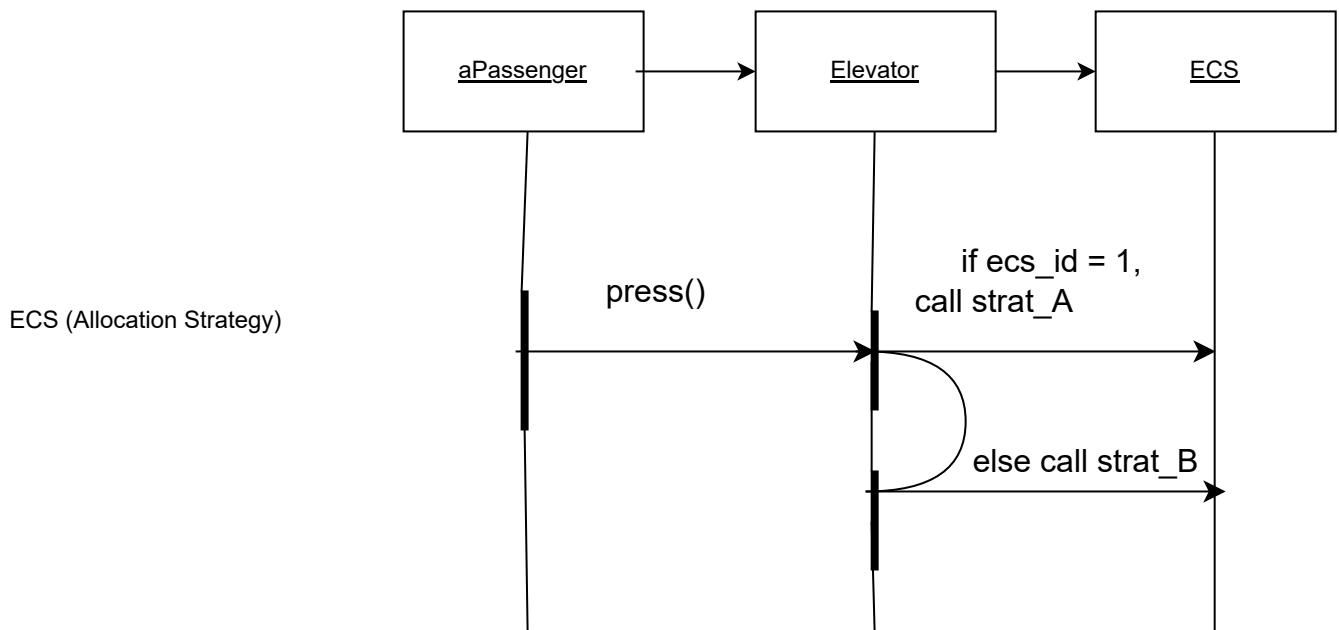 aPassenger
Elevator
ECS
if ecs_id = 1,
press()
call strat_A
ECS (Allocation Strategy)
else call strat_B